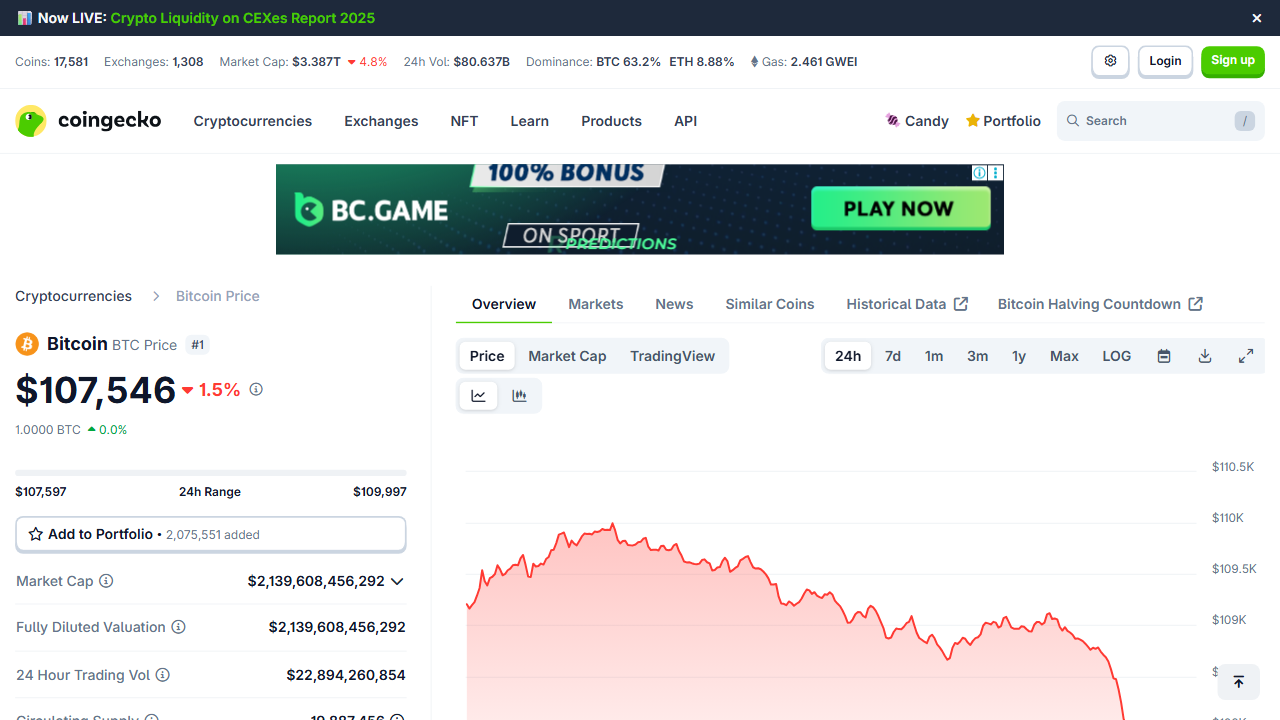 Now LIVE: Crypto Liquidity on CEXes Report 2025
Coins: 17,581 Exchanges: 1,308 Market Cap: $3.387T 4.8% 24h Vol: $80.637B Dominance: BTC 63.2% ETH 8.88% Gas: 2.461 GWEI
Login
Sign up
coingecko
Cryptocurrencies Exchanges NFT Learn Products API
Candy Portfolio Search /
100% BONUS
BC.GAME
ON SPORT
PREDICTIONS
PLAY NOW
Cryptocurrencies Bitcoin Price
Bitcoin BTC Price #1
$107,546 1.5%
1.0000 BTC 0.0%
$107,597 24h Range $109,997
Add to Portfolio • 2,075,551 added
Market Cap $2,139,608,456,292
Fully Diluted Valuation $2,139,608,456,292
24 Hour Trading Vol $22,894,260,854
Circulating Supply 19,887,456
Overview Markets News Similar Coins Historical Data Bitcoin Halving Countdown
Price Market Cap TradingView
24h 7d 1m 3m 1y Max LOG
$110.5K
$110K
$109.5K
$109K